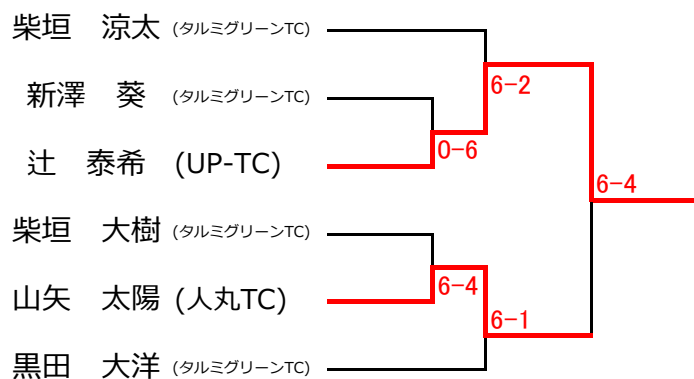 柴垣　涼太 (タルミグリーンTC)
6-2
新澤　葵 (タルミグリーンTC)
0-6
辻　泰希 (UP-TC)
6-4
柴垣　大樹 (タルミグリーンTC)
6-4
山矢　太陽 (人丸TC)
6-1
黒田　大洋 (タルミグリーンTC)